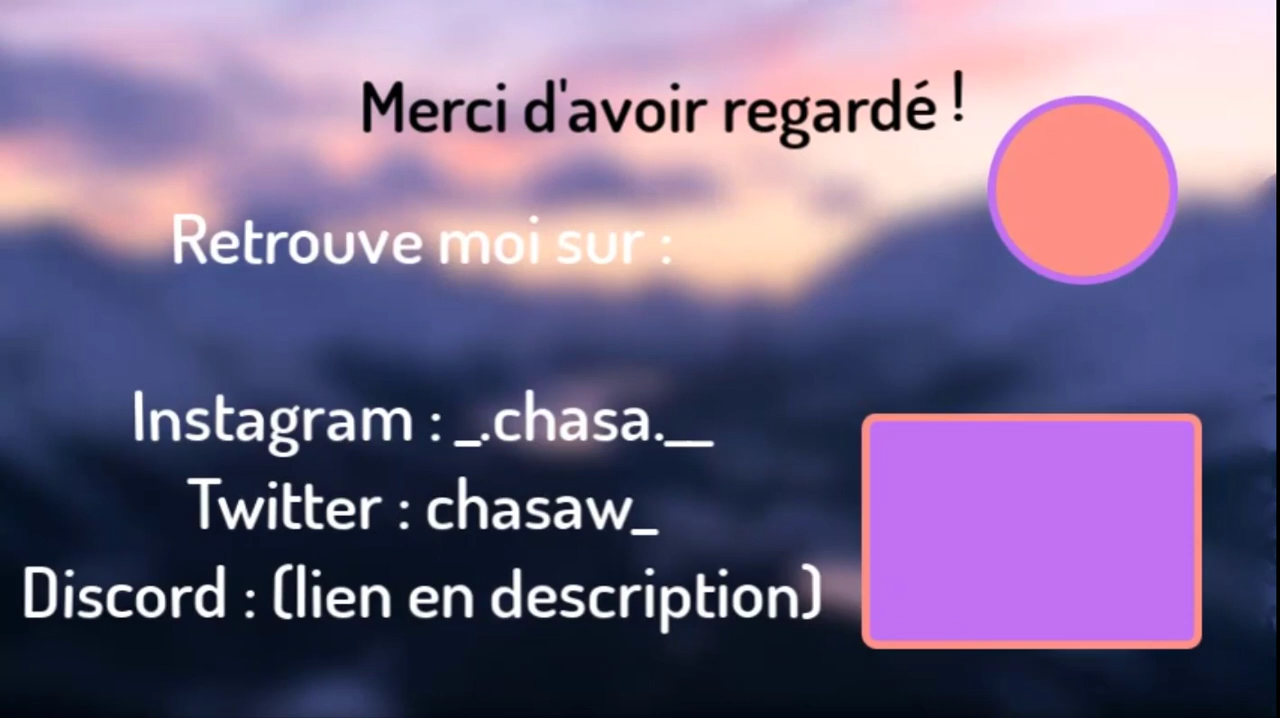 Merci d'avoir regardé !
Retrouve moi sur :
Instagram : _.chasa.__
Twitter : chasaw_
Discord : (lien en description)